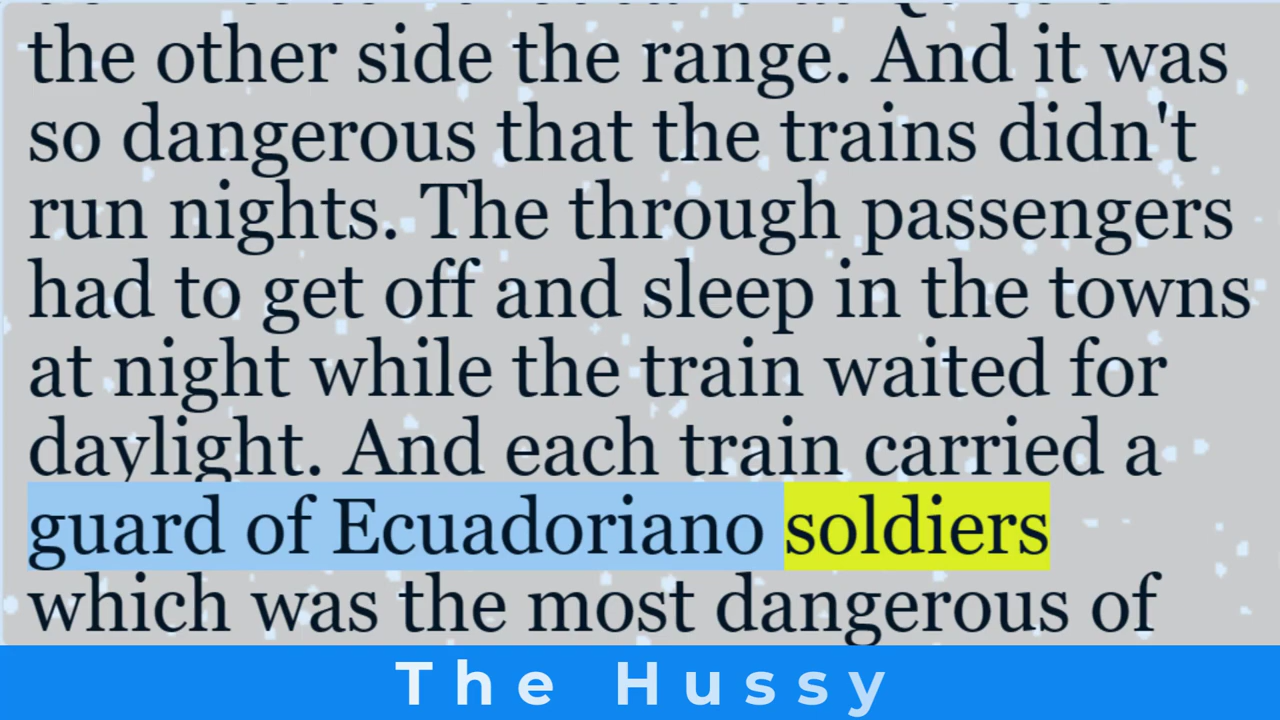 the other side the range. And it was
so dangerous that the trains didn't
run nights. The through passengers
had to get off and sleep in the towns
at night while the train waited for
daylight. And each train carried a
guard of Ecuadoriano soldiers
which was the most dangerous of
The Hussy